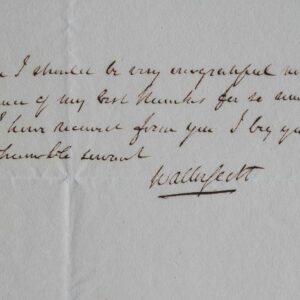 I should be very ungrateful
of my best thanks for so
I have received from you I beg
humble servant
Walter Scott